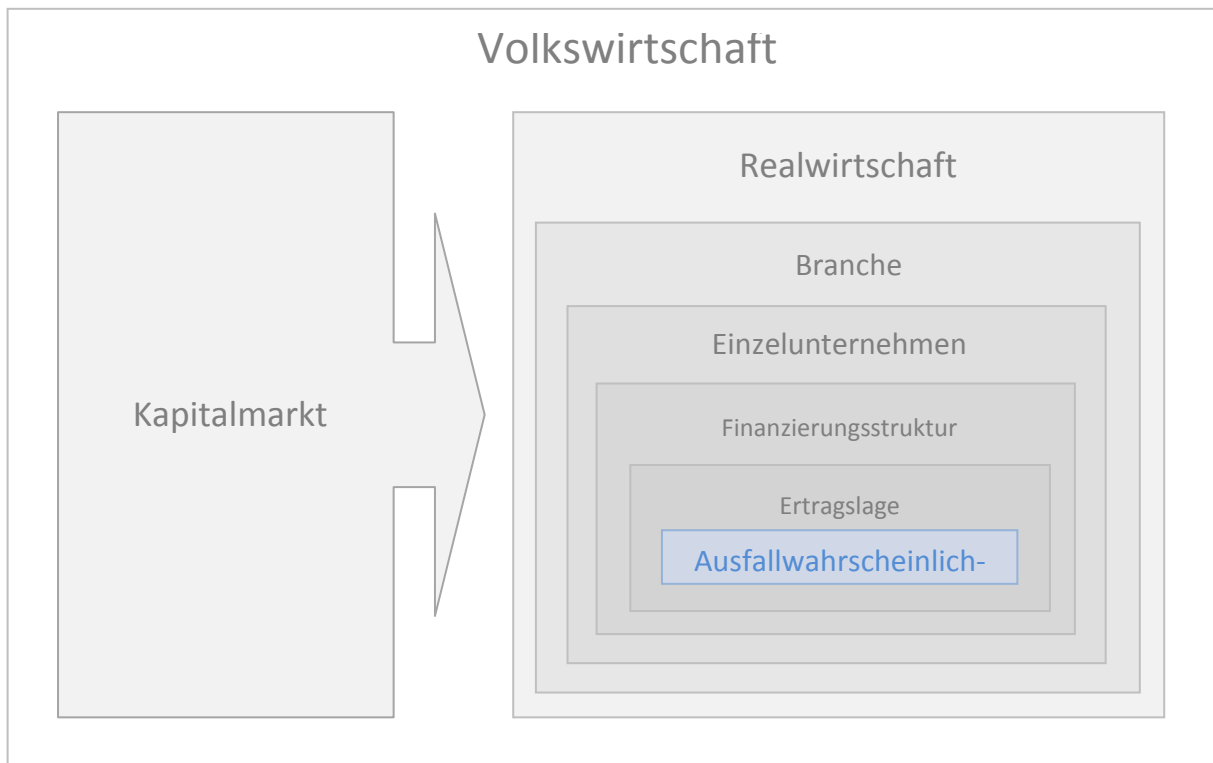 Volkswirtschaft
Realwirtschaft
Branche
Einzelunternehmen
Kapitalmarkt
Finanzierungsstruktur
Ertragslage
Ausfallwahrscheinlich-